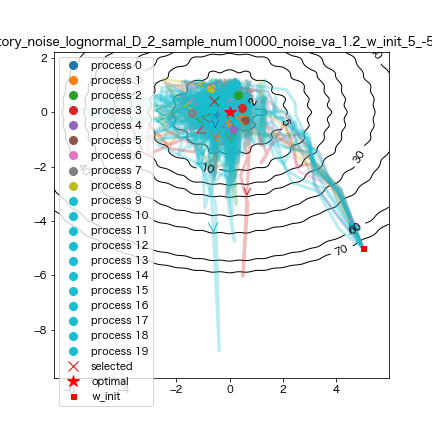 tory_noise_lognormal_D_2_sample_num10000_noise_va_1.2_w_init_5_-5
process 0
process 1
process 2
process 3
process 4
process 5
process 6
process 7
process 8
process 9
process 10
process 11
process 12
process 13
process 14
process 15
process 16
process 17
process 18
process 19
selected
optimal
w_init
2
0
−2
−4
−6
−8
−2
0
2
4
2
5
10
30
60
70